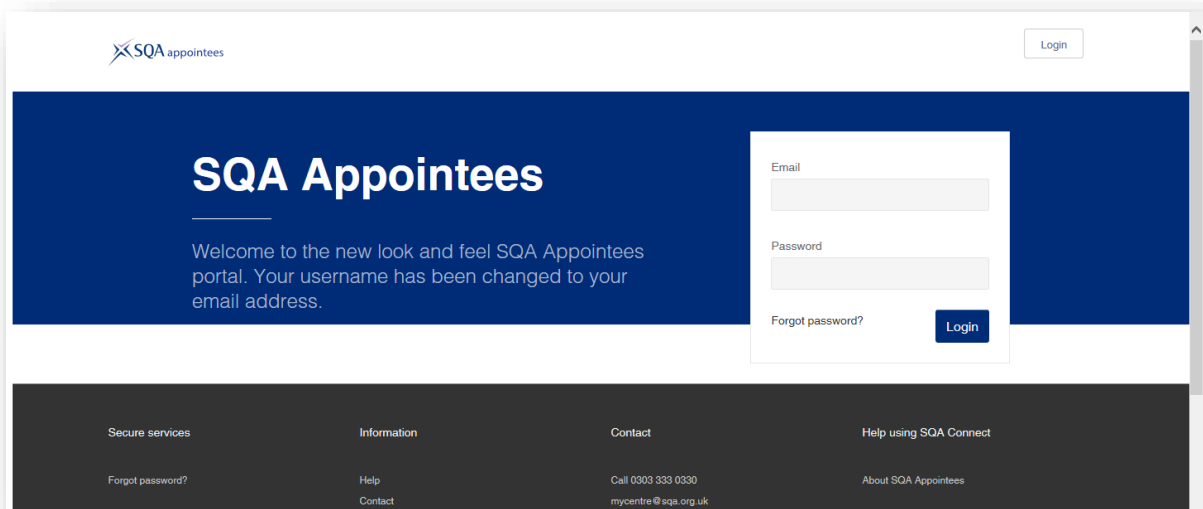 SQA appointees
Login
SQA Appointees
Welcome to the new look and feel SQA Appointees
portal. Your username has been changed to your
email address.
Email
Password
Forgot password?
Login
Secure services
Forgot password?
Information
Help
Contact
Contact
Call 0303 333 0330
mycentre@sqa.org.uk
Help using SQA Connect
About SQA Appointees